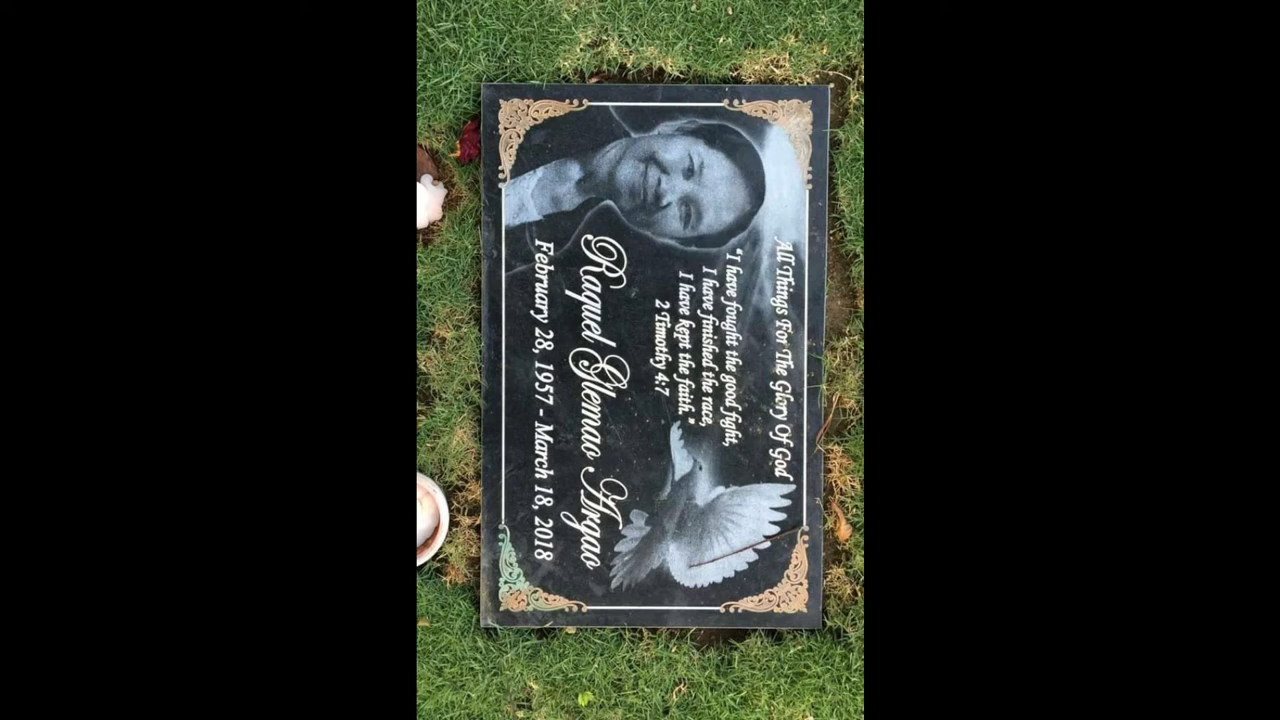 All Things For The Glory Of God
"I have fought the good fight,
I have finished the race,
I have kept the faith."
2 Timothy 4:7
Raquel Glemao Argao
February 28, 1957 - March 18, 2018